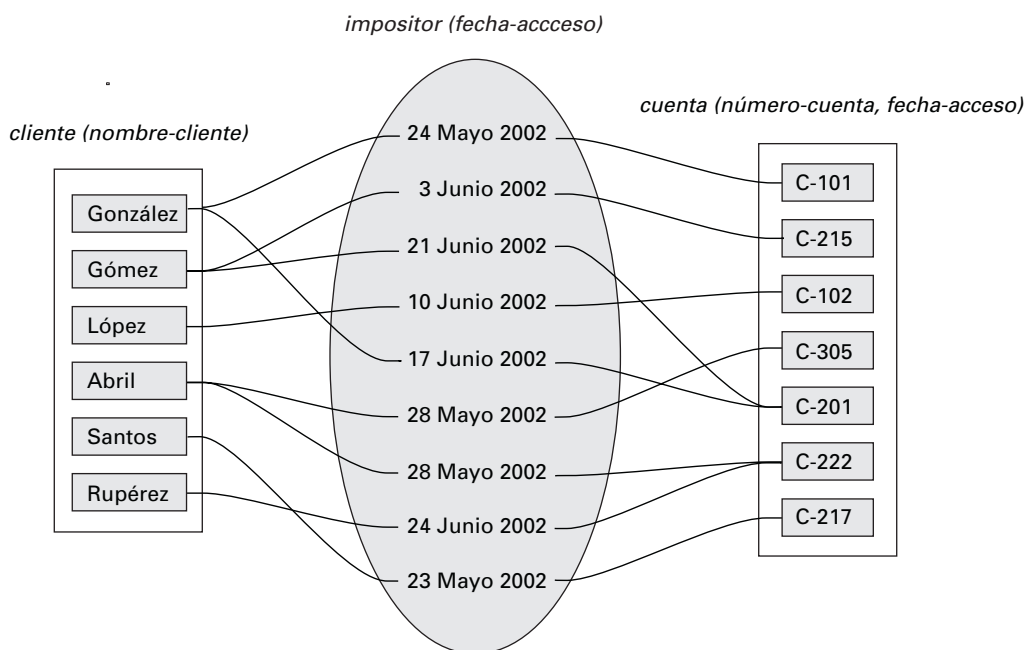 impositor (fecha-accceso)
cliente (nombre-cliente)
cuenta (número-cuenta, fecha-acceso)
González
Gómez
López
Abril
Santos
Rupérez
24 Mayo 2002
3 Junio 2002
21 Junio 2002
10 Junio 2002
17 Junio 2002
28 Mayo 2002
28 Mayo 2002
24 Junio 2002
23 Mayo 2002
C-101
C-215
C-102
C-305
C-201
C-222
C-217